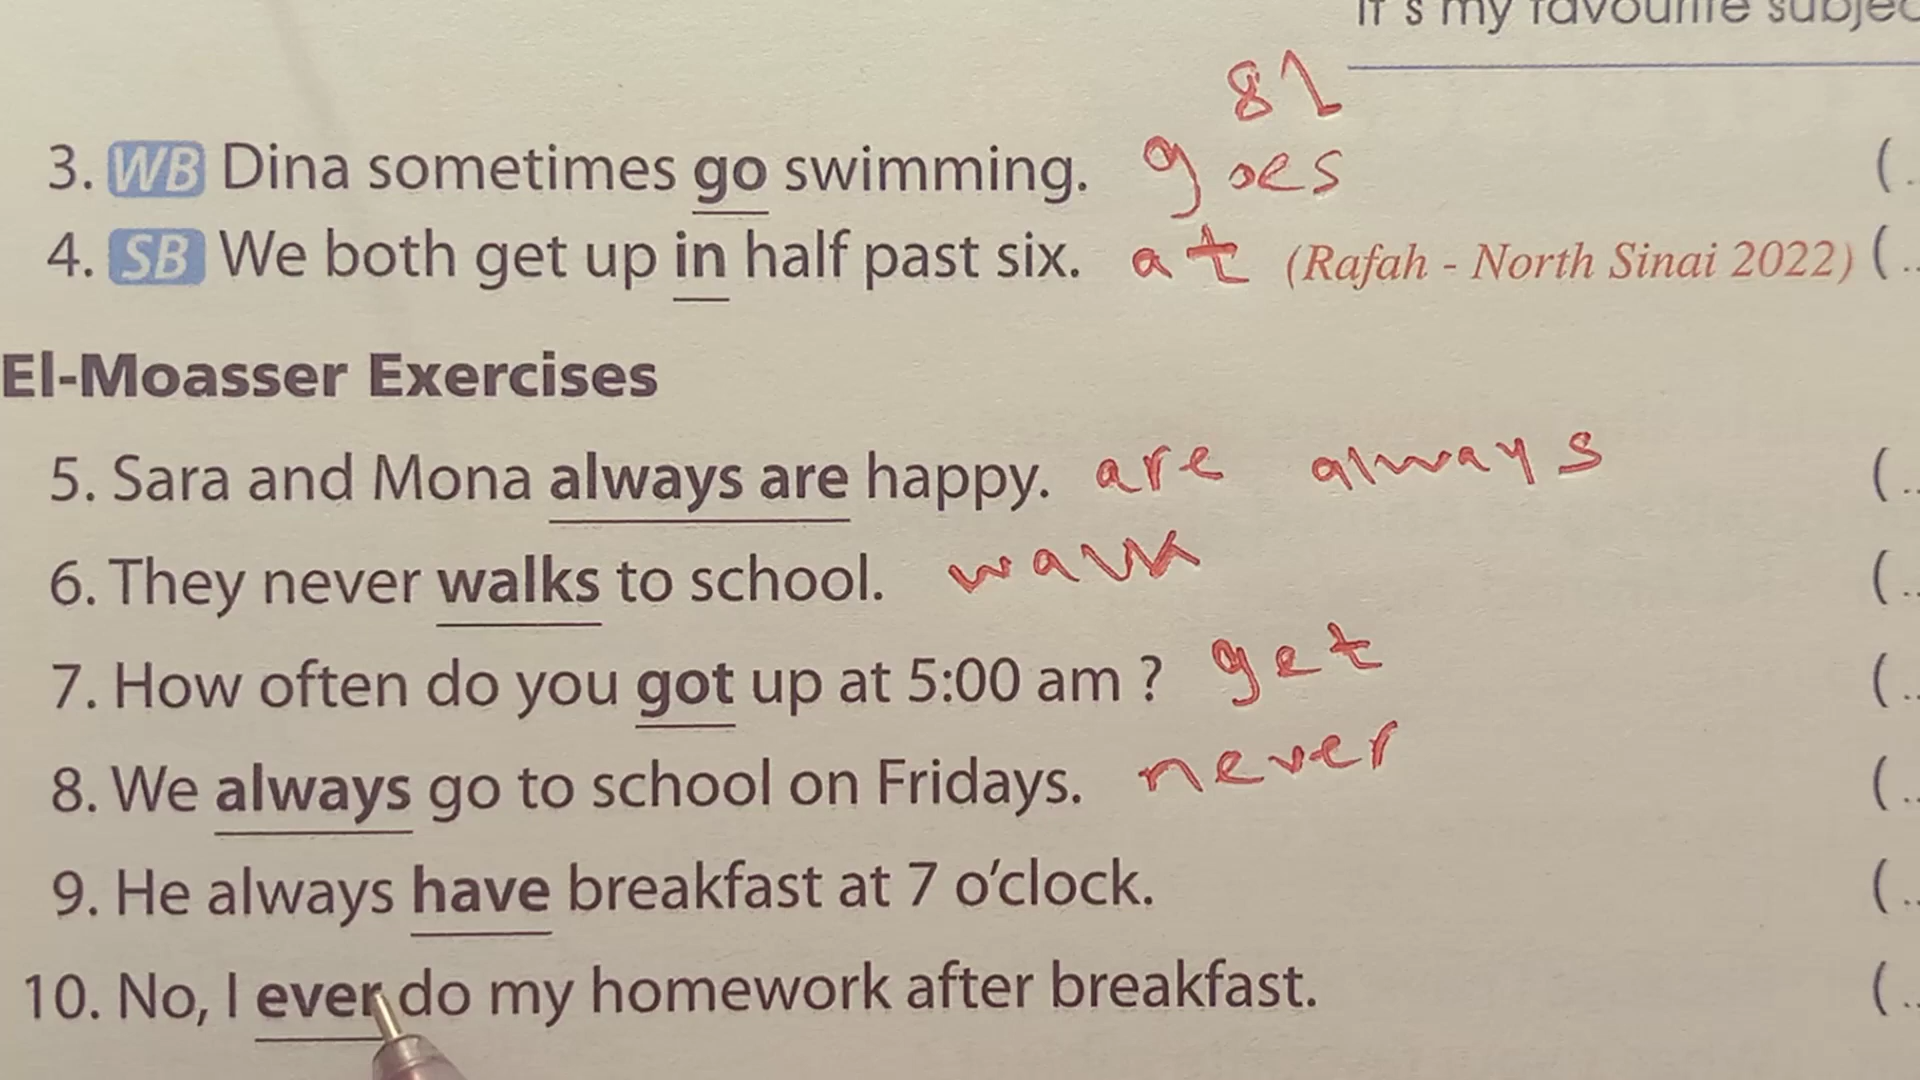 It's my favourite subjec
81
3. WB Dina sometimes go swimming. goes (.
4. SB We both get up in half past six. at (Rafah - North Sinai 2022) (..
El-Moasser Exercises
5. Sara and Mona always are happy. are always (..
6. They never walks to school. walk (..
7. How often do you got up at 5:00 am ? get (..
8. We always go to school on Fridays. never (..
9. He always have breakfast at 7 o'clock. (..
10. No, I ever do my homework after breakfast. (..